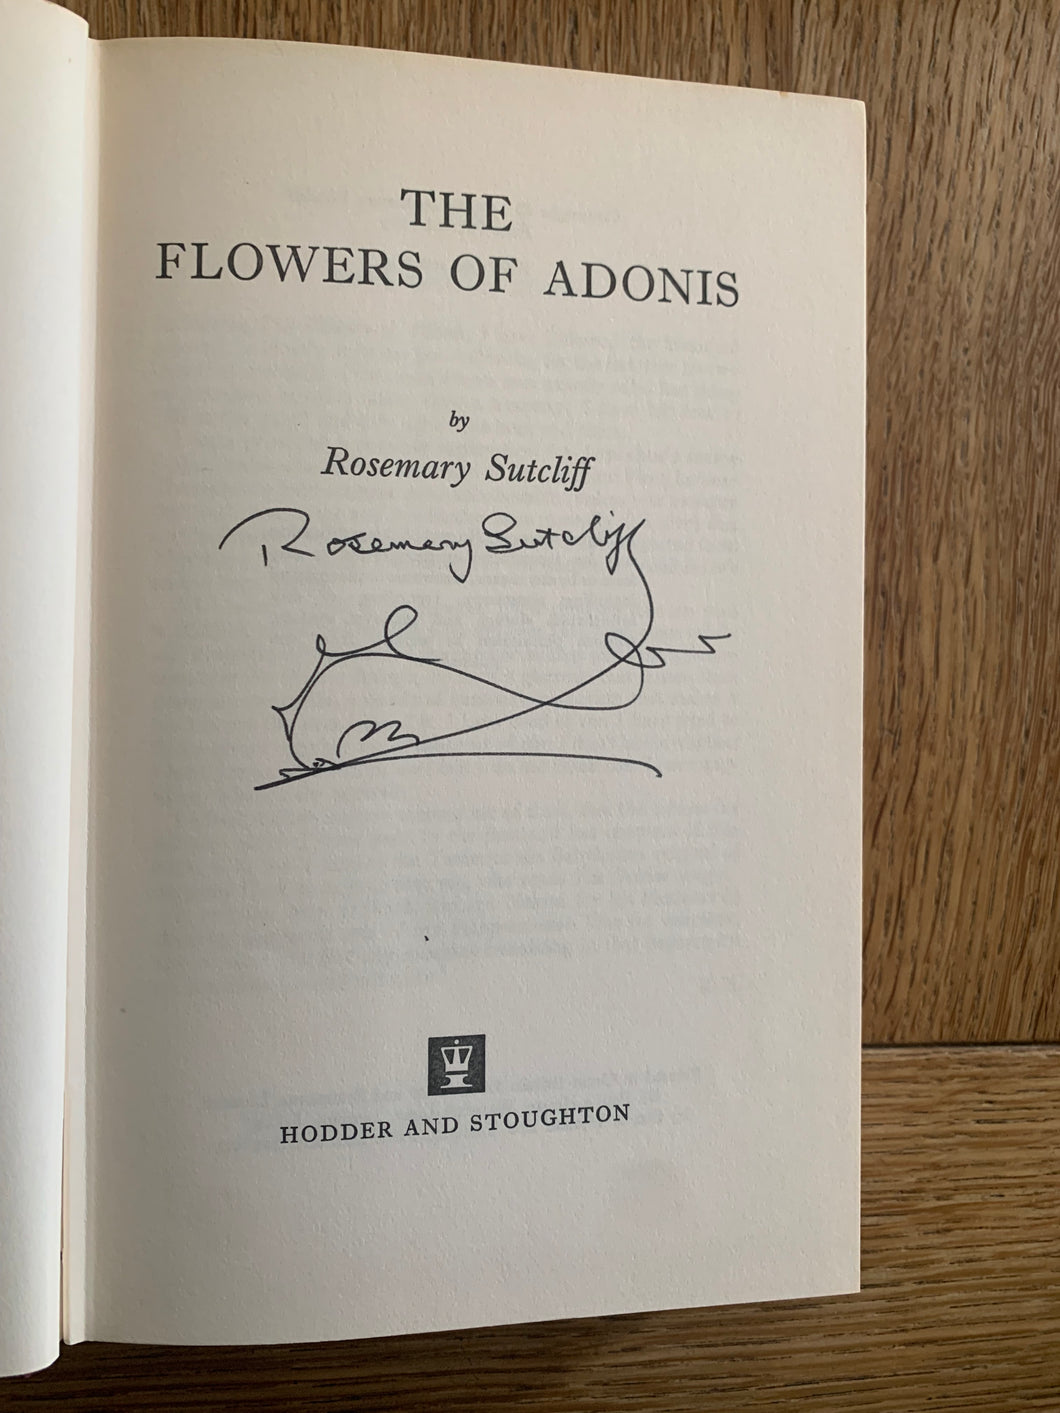 THE
FLOWERS OF ADONIS
by
Rosemary Sutcliff
Rosemary Sutcliff
HODDER AND STOUGHTON